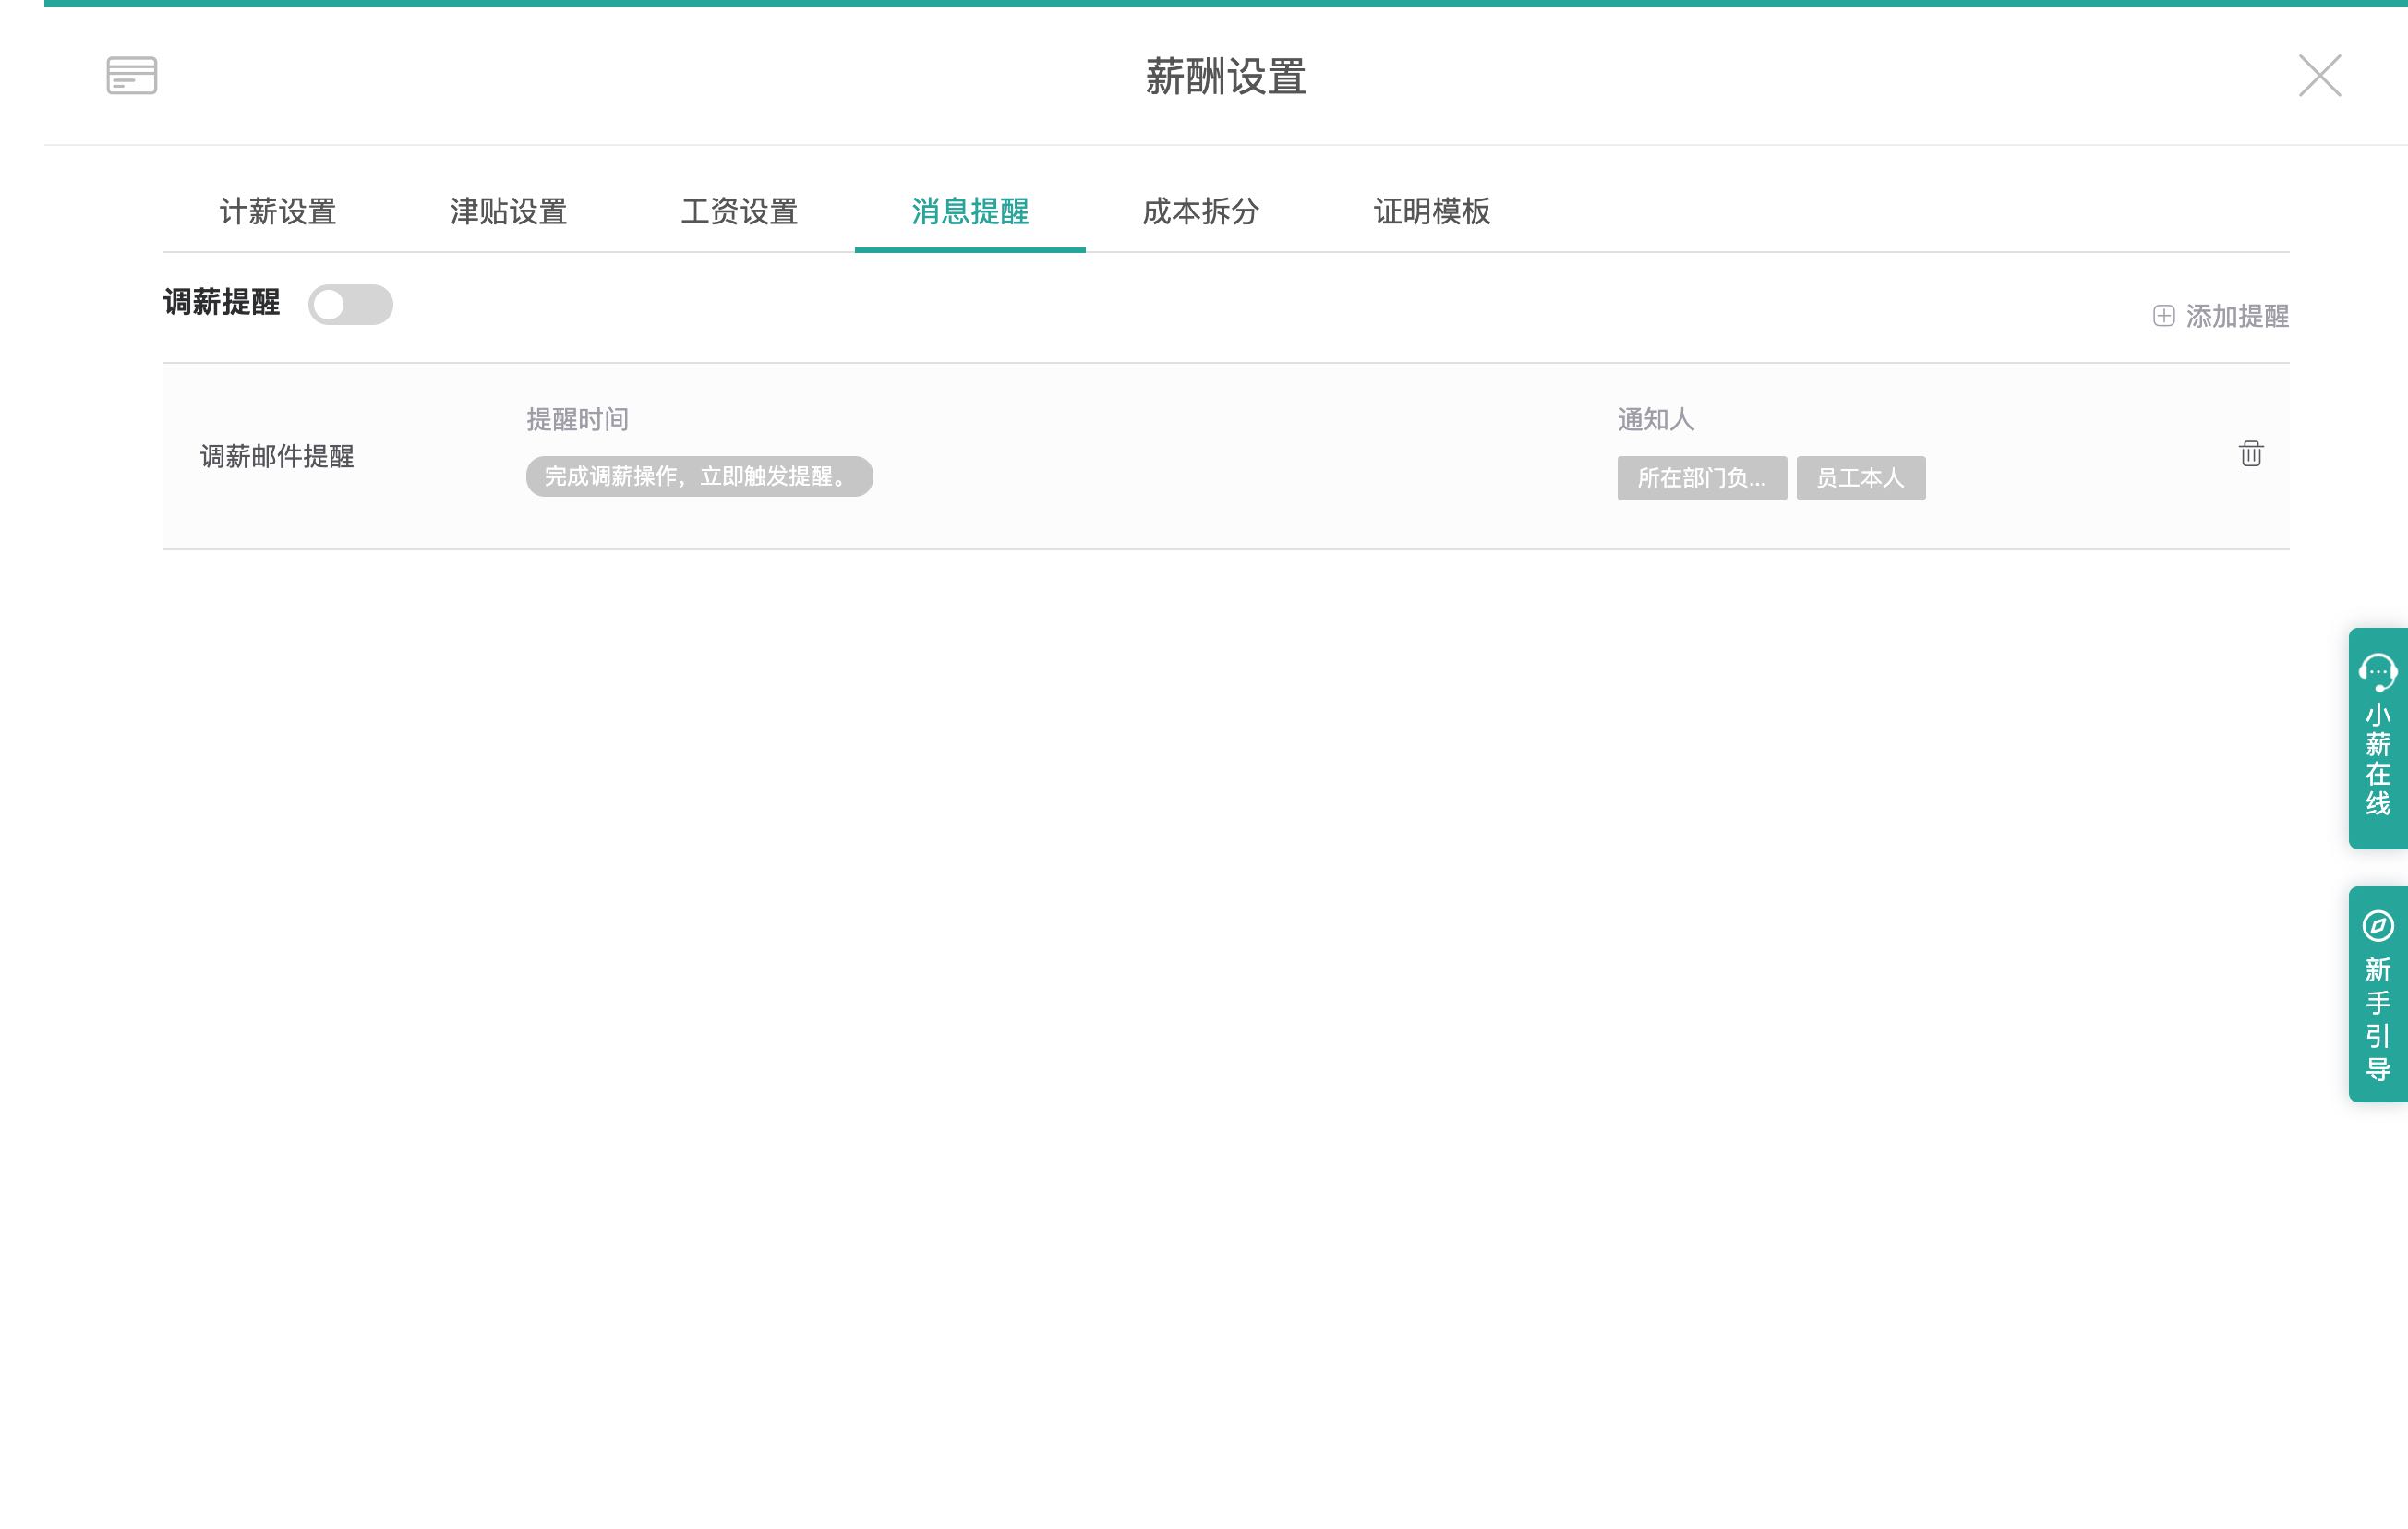 薪酬设置
计薪设置 津贴设置 工资设置 消息提醒 成本拆分 证明模板
调薪提醒
添加提醒
调薪邮件提醒
提醒时间
完成调薪操作，立即触发提醒。
通知人
所在部门负... 员工本人
小薪在线
新手引导